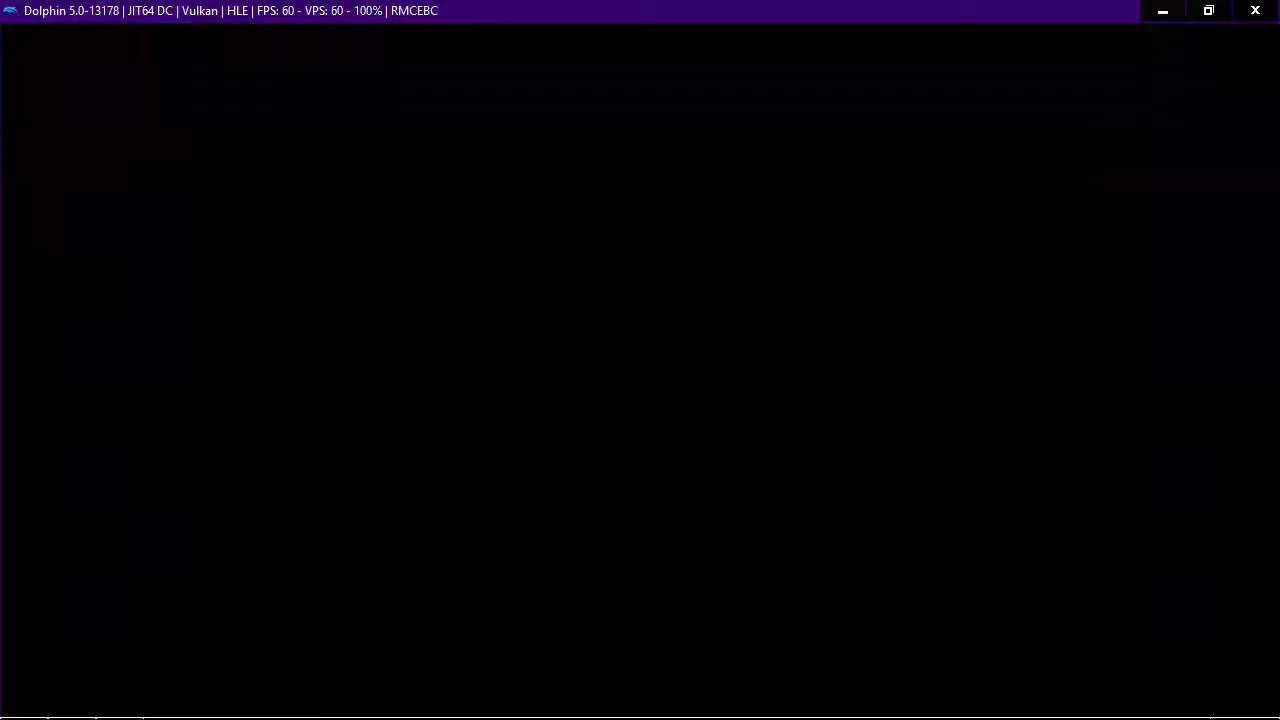 Dolphin 5.0-13178 | JIT64 DC | Vulkan | HLE | FPS: 60 - VPS: 60 - 100% | RMCEBC